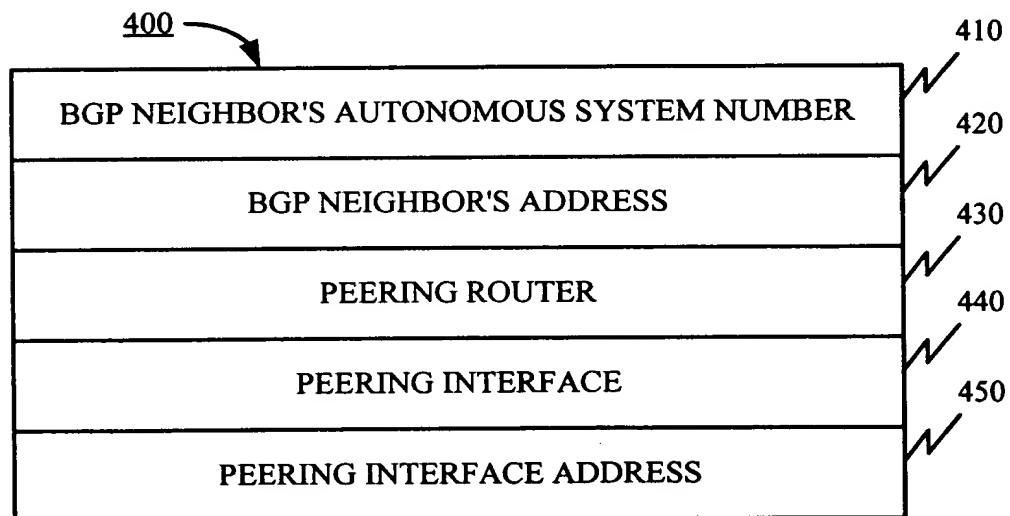 400
410
BGP NEIGHBOR'S AUTONOMOUS SYSTEM NUMBER
420
BGP NEIGHBOR'S ADDRESS
430
PEERING ROUTER
440
PEERING INTERFACE
450
PEERING INTERFACE ADDRESS